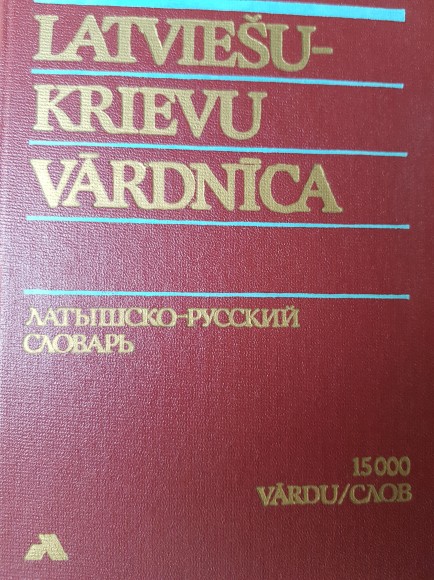 LATVIEŠU-
KRIEVU
VĀRDNĪCA
ЛАТЫШСКО-РУССКИЙ
СЛОВАРЬ
15000
VĀRDU/СЛОВ